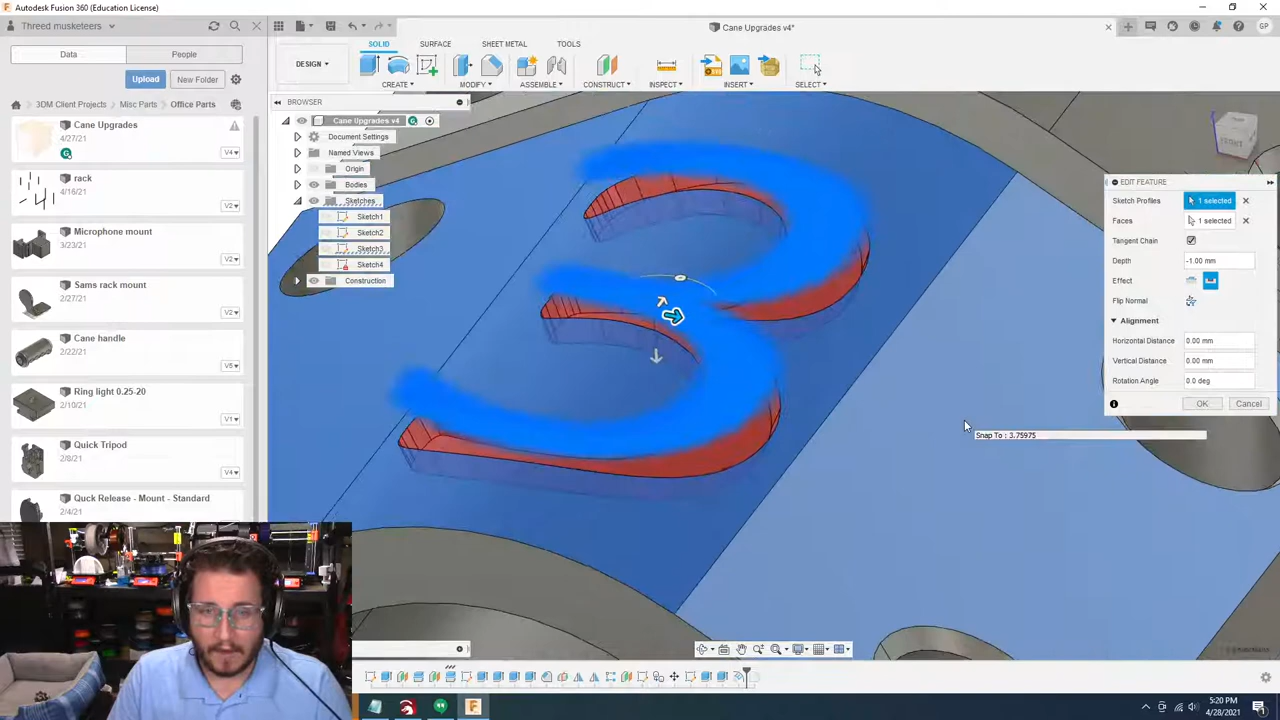 Autodesk Fusion 360 (Education License)
Threed musketeers
Cane Upgrades v4*
GP
Data
People
Upload
New Folder
3DM Client Projects
Misc Parts
Office Parts
Cane Upgrades
4/27/21
V4
rack
4/16/21
V2
Microphone mount
3/23/21
V2
Sams rack mount
2/27/21
V2
Cane handle
2/22/21
V5
Ring light 0.25-20
2/10/21
V1
Quick Tripod
2/8/21
V4
Quck Release - Mount - Standard
2/4/21
V4
DESIGN
SOLID
SURFACE
SHEET METAL
TOOLS
CREATE
MODIFY
ASSEMBLE
CONSTRUCT
INSPECT
INSERT
SELECT
BROWSER
Cane Upgrades v4
Document Settings
Named Views
Origin
Bodies
Sketches
Sketch1
Sketch2
Sketch3
Sketch4
Construction
EDIT FEATURE
Sketch Profiles
1 selected
Faces
1 selected
Tangent Chain
Depth
-1.00 mm
Effect
Flip Normal
Alignment
Horizontal Distance
0.00 mm
Vertical Distance
0.00 mm
Rotation Angle
0.0 deg
OK
Cancel
Snap To : 3.75975
5:20 PM
4/28/2021